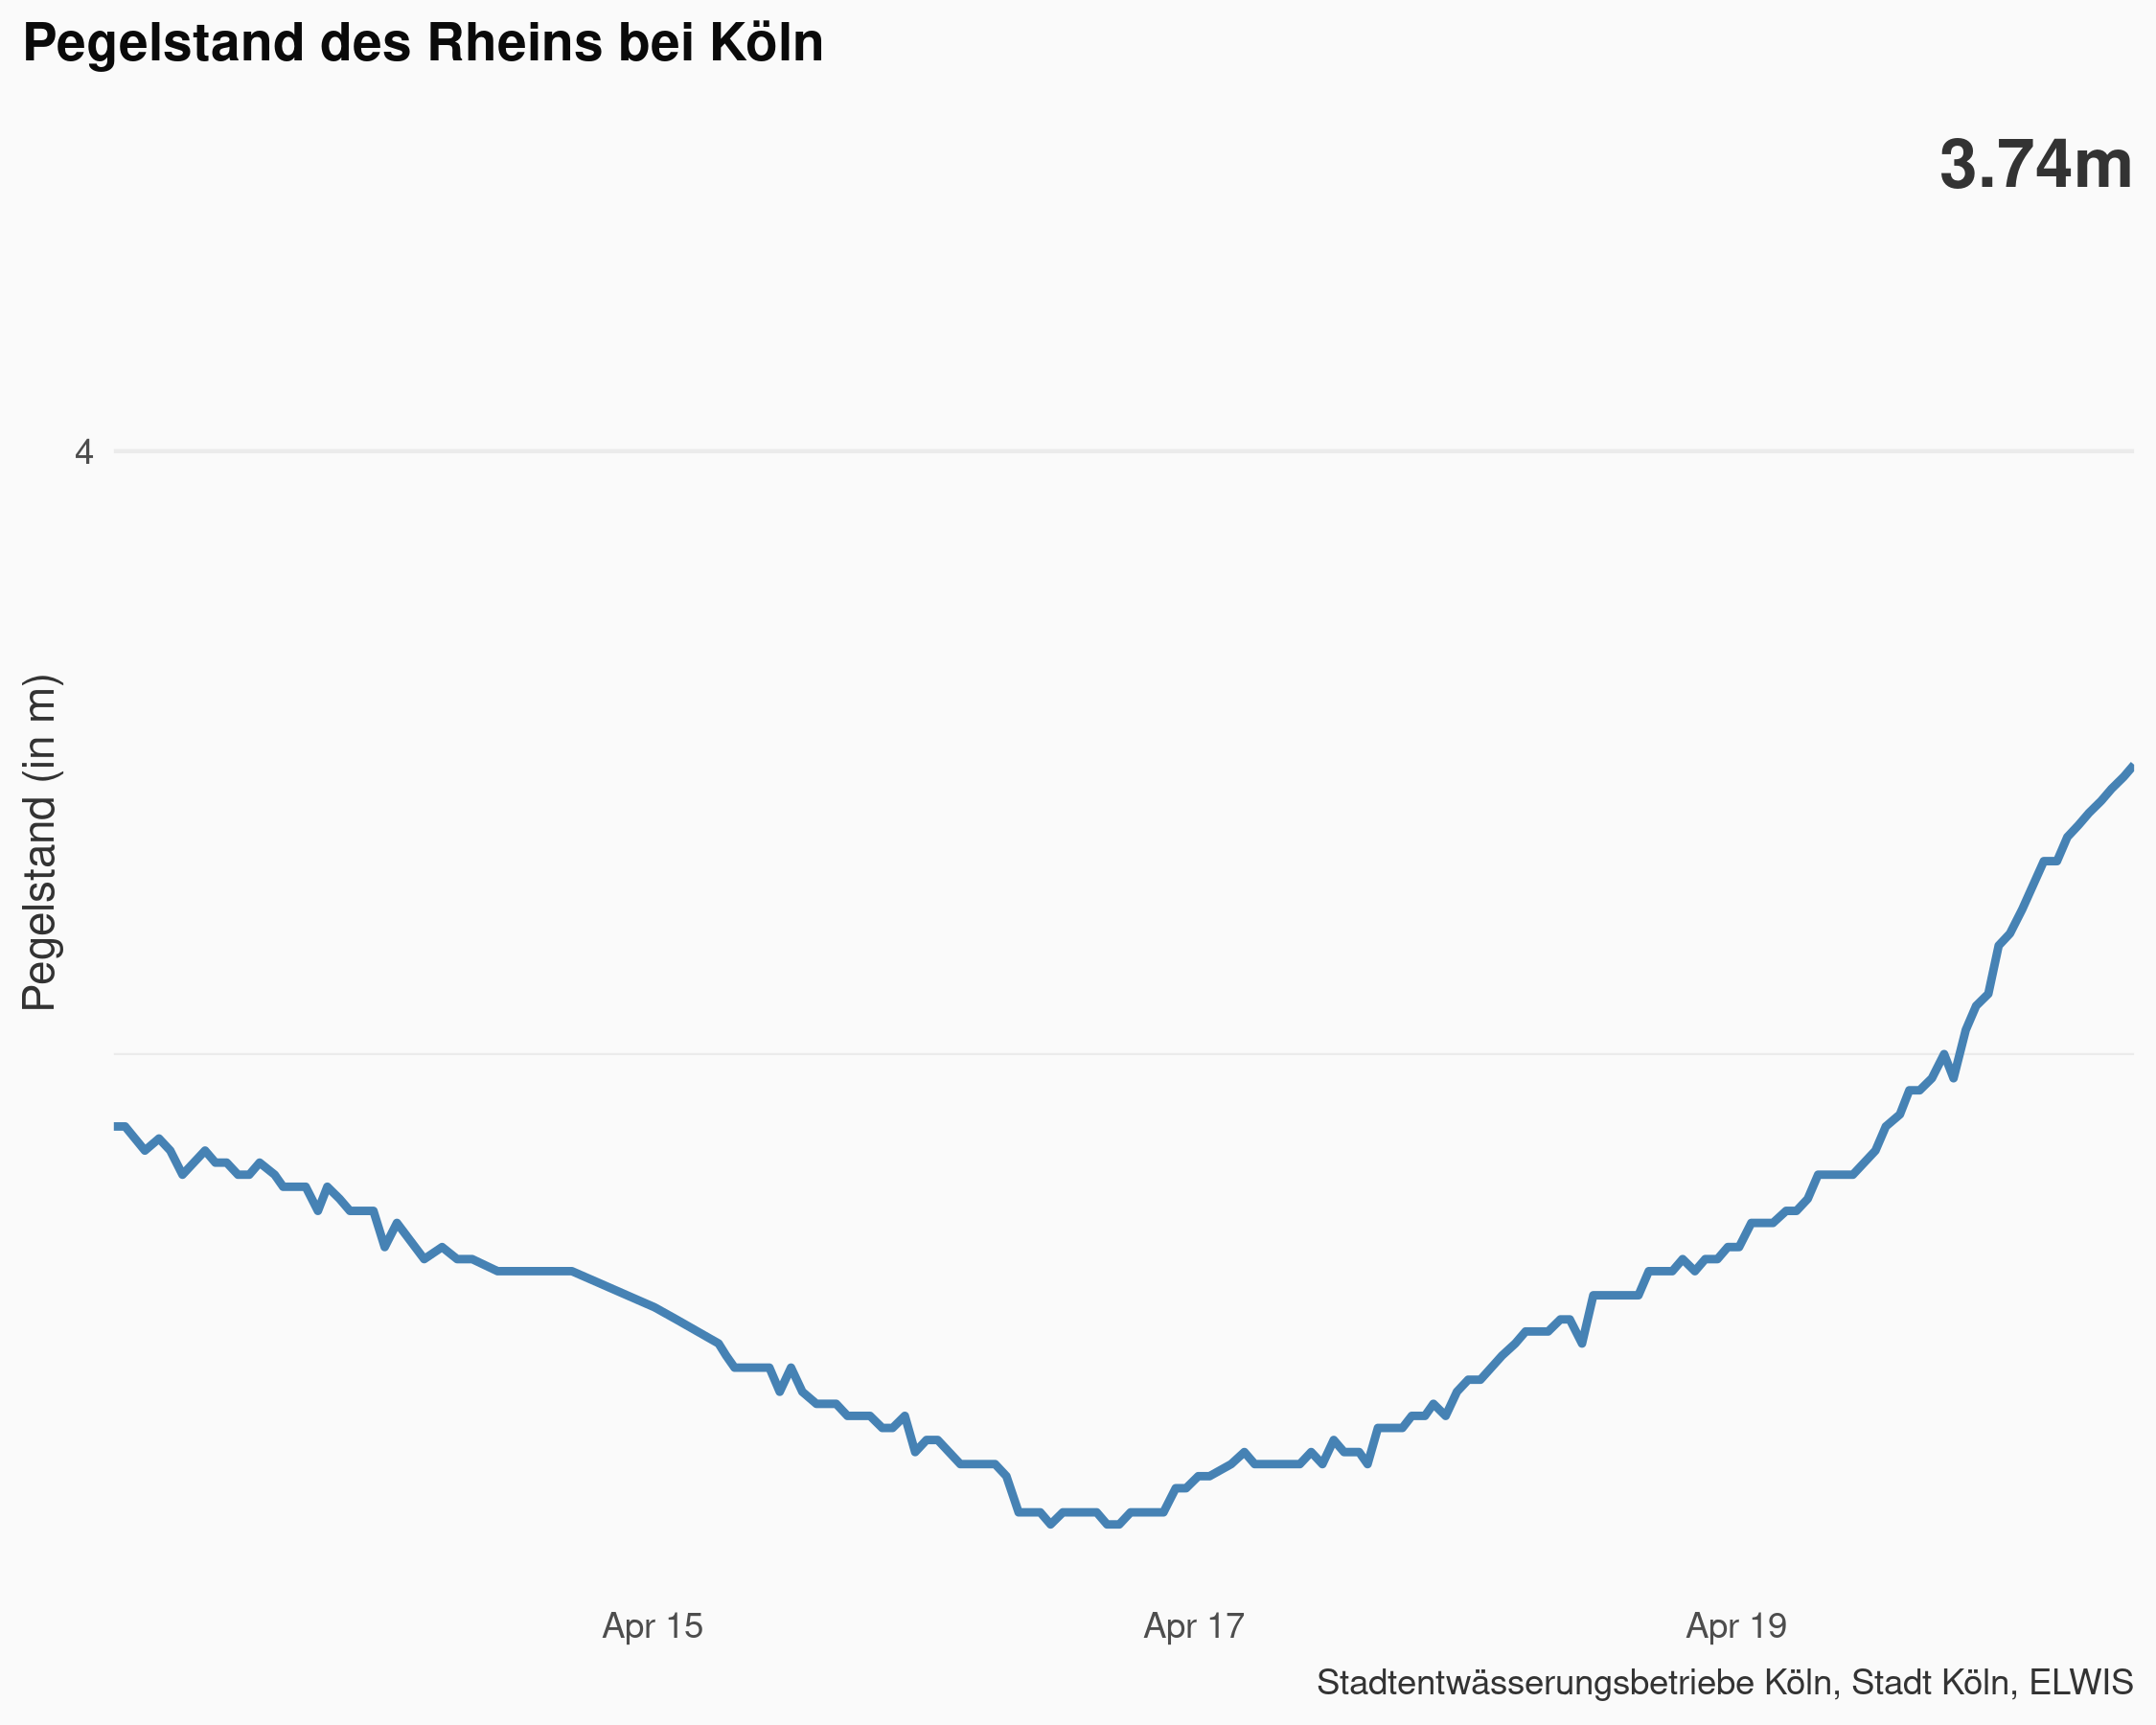 Pegelstand des Rheins bei Köln
3.74m
4
Pegelstand (in m)
Apr 15
Apr 17
Apr 19
Stadtentwässerungsbetriebe Köln, Stadt Köln, ELWIS